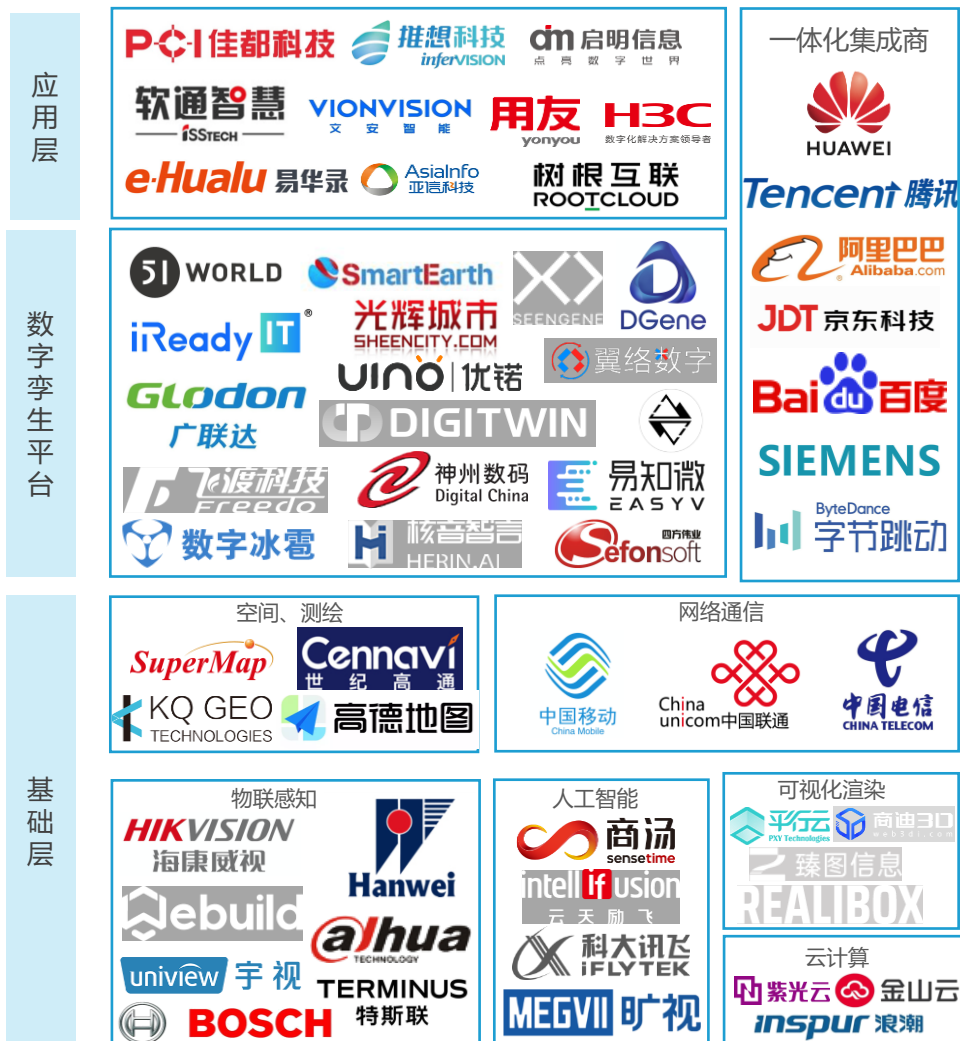 应用层
PCI佳都科技
推想科技
inferVISION
启明信息
点亮数字世界
软通智慧
iSSTECH
VIONVISION
文安智能
用友
yonyou
H3C
数字化解决方案领导者
e·Hualu 易华录
AsiaInfo
亚信科技
树根互联
ROOTCLOUD
一体化集成商
HUAWEI
Tencent 腾讯
阿里巴巴
Alibaba.com
JDT 京东科技
Bai du 百度
SIEMENS
ByteDance
字节跳动
数字孪生平台
51 WORLD
SmartEarth
SEENGENE
DGene
iReady IT ®
光辉城市
SHEENCITY.COM
翼络数字
UINO 优锘
GLODON
广联达
DIGITWIN
飞渡科技
Freedo
神州数码
Digital China
易知微
EASYV
数字冰雹
核音智言
HERIN.AI
四方伟业
Sefonsoft
基础层
空间、测绘
SuperMap
Cennavi
世纪高通
KQ GEO
TECHNOLOGIES
高德地图
网络通信
中国移动
China Mobile
China
unicom中国联通
中国电信
CHINA TELECOM
物联感知
HIKVISION
海康威视
Hanwei
Webuild
alhua
TECHNOLOGY
uniview 宇视
TERMINUS
特斯联
BOSCH
人工智能
商汤
sensetime
intellifusion
云天励飞
科大讯飞
iFLYTEK
MEGVII 旷视
可视化渲染
平行云
PXY Technologies
商迪3D
web3di.com
臻图信息
REALIBOX
云计算
紫光云
金山云
inspur 浪潮